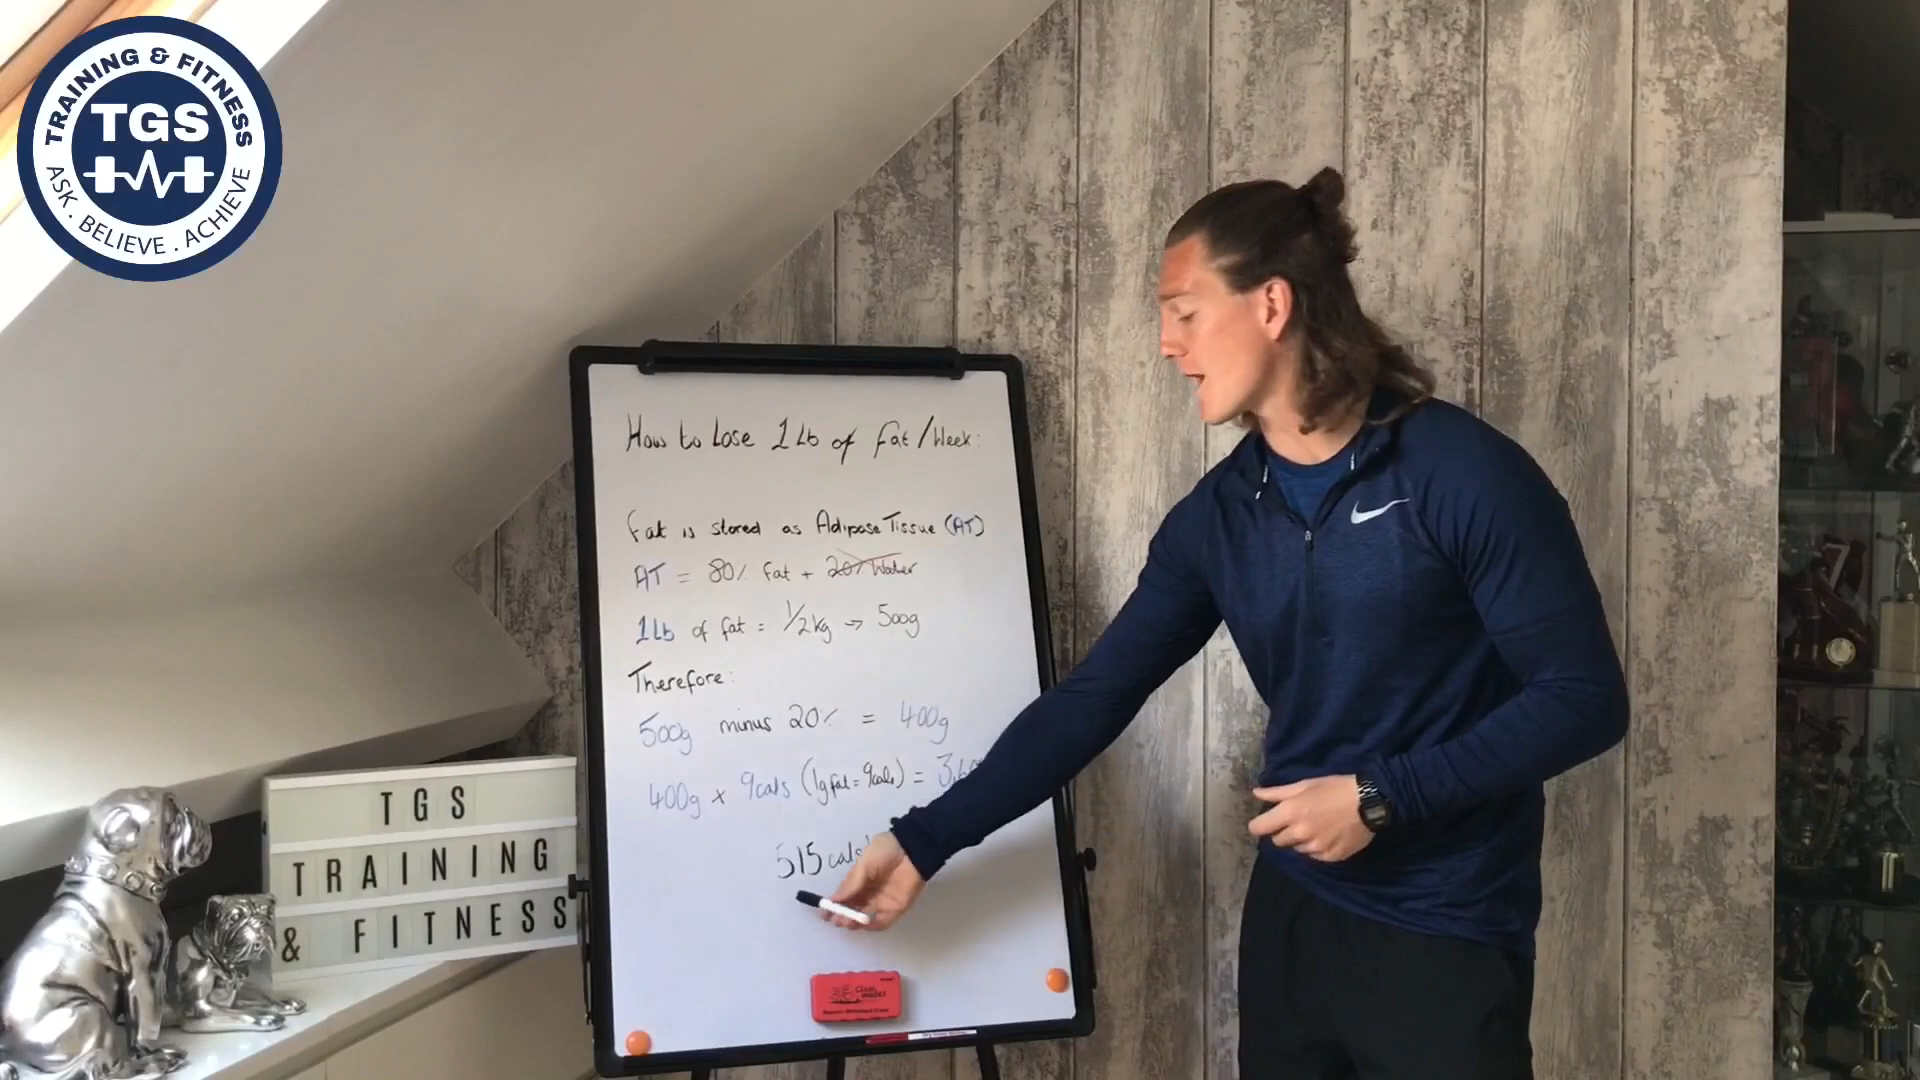 TRAINING & FITNESS
TGS
ASK . BELIEVE . ACHIEVE
How to Lose 1Lb of Fat/Week:
Fat is stored as Adipose Tissue (AT)
AT = 80% fat + 20% Water
1Lb of fat = 1/2kg → 500g
Therefore:
500g minus 20% = 400g
400g x 9cals (1g fat = 9cals) = 3,6
515 cals
TGS
TRAINING
& FITNESS